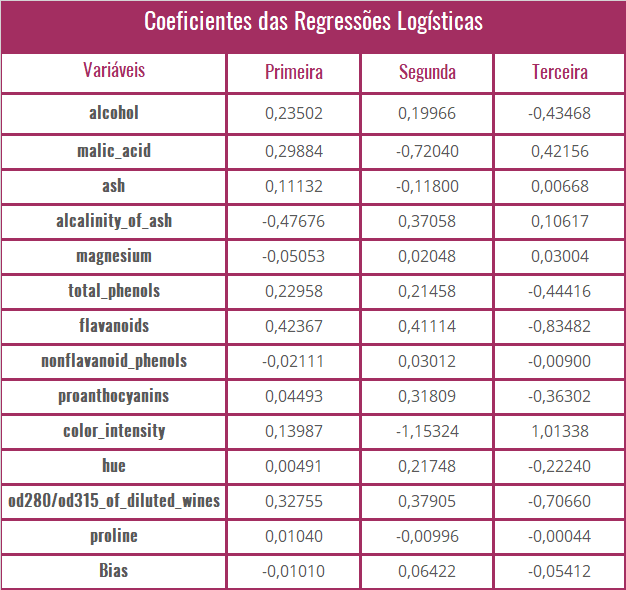 Coeficientes das Regressões Logísticas
Variáveis Primeira Segunda Terceira
alcohol 0,23502 0,19966 -0,43468
malic_acid 0,29884 -0,72040 0,42156
ash 0,11132 -0,11800 0,00668
alcalinity_of_ash -0,47676 0,37058 0,10617
magnesium -0,05053 0,02048 0,03004
total_phenols 0,22958 0,21458 -0,44416
flavanoids 0,42367 0,41114 -0,83482
nonflavanoid_phenols -0,02111 0,03012 -0,00900
proanthocyanins 0,04493 0,31809 -0,36302
color_intensity 0,13987 -1,15324 1,01338
hue 0,00491 0,21748 -0,22240
od280/od315_of_diluted_wines 0,32755 0,37905 -0,70660
proline 0,01040 -0,00996 -0,00044
Bias -0,01010 0,06422 -0,05412